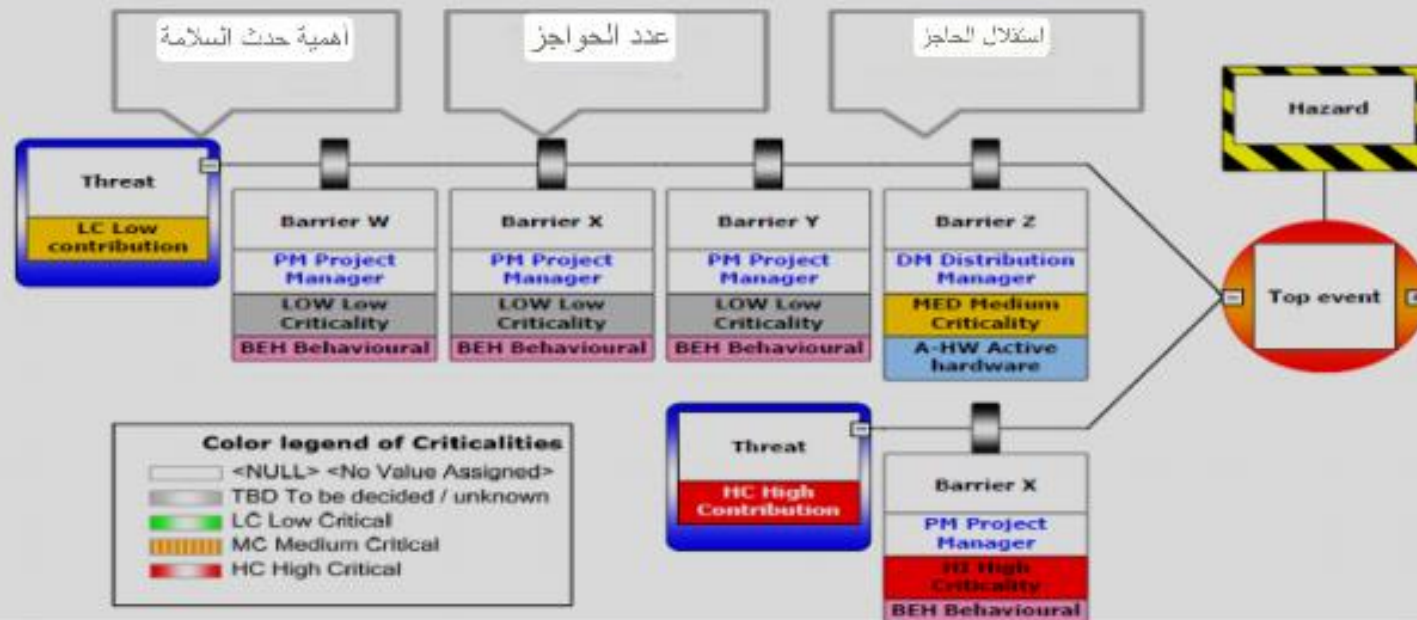 أهمية حدث السلامة
عدد الحواجز
استقلال الحاجز
Hazard
Threat
LC Low
contribution
Barrier W
PM Project
Manager
LOW Low
Criticality
BEH Behavioural
Barrier X
PM Project
Manager
LOW Low
Criticality
BEH Behavioural
Barrier Y
PM Project
Manager
LOW Low
Criticality
BEH Behavioural
Barrier Z
DM Distribution
Manager
MED Medium
Criticality
A-HW Active
hardware
Top event
Threat
HC High
Contribution
Barrier X
PM Project
Manager
HI High
Criticality
BEH Behavioural
Color legend of Criticalities
<NULL> <No Value Assigned>
TBD To be decided / unknown
LC Low Critical
MC Medium Critical
HC High Critical